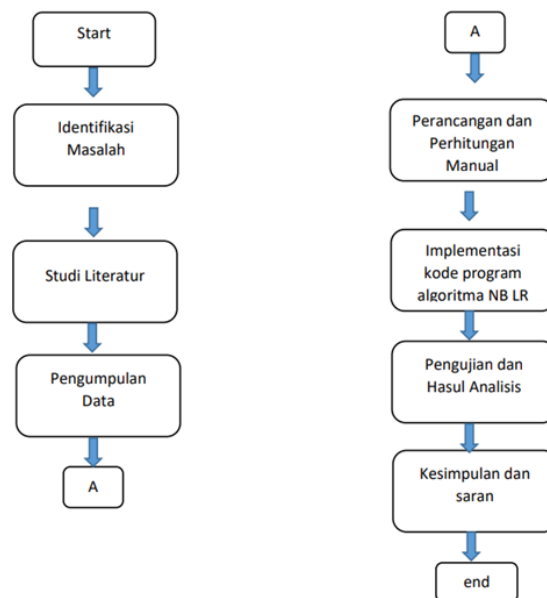 Start
Identifikasi
Masalah
Studi Literatur
Pengumpulan
Data
A
A
Perancangan dan
Perhitungan
Manual
Implementasi
kode program
algoritma NB LR
Pengujian dan
Hasul Analisis
Kesimpulan dan
saran
end